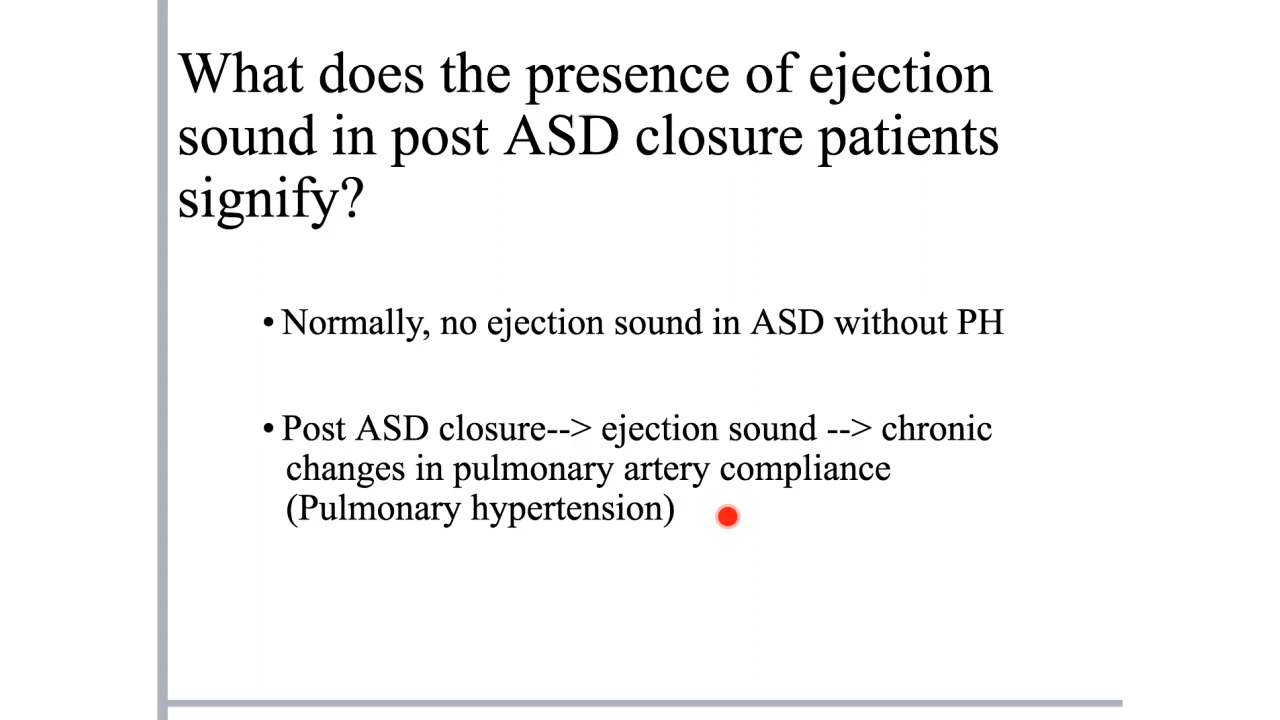 What does the presence of ejection
sound in post ASD closure patients
signify?
• Normally, no ejection sound in ASD without PH
• Post ASD closure--> ejection sound --> chronic
changes in pulmonary artery compliance
(Pulmonary hypertension)